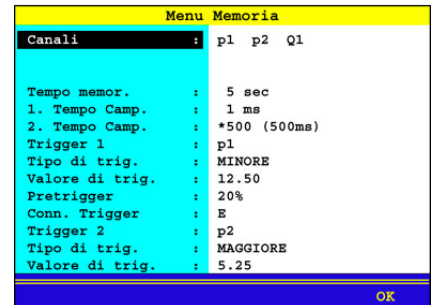 Menu Memoria
Canali : p1 p2 Q1
Tempo memor. : 5 sec
1. Tempo Camp. : 1 ms
2. Tempo Camp. : *500 (500ms)
Trigger 1 : p1
Tipo di trig. : MINORE
Valore di trig. : 12.50
Pretrigger : 20%
Conn. Trigger : E
Trigger 2 : p2
Tipo di trig. : MAGGIORE
Valore di trig. : 5.25
OK